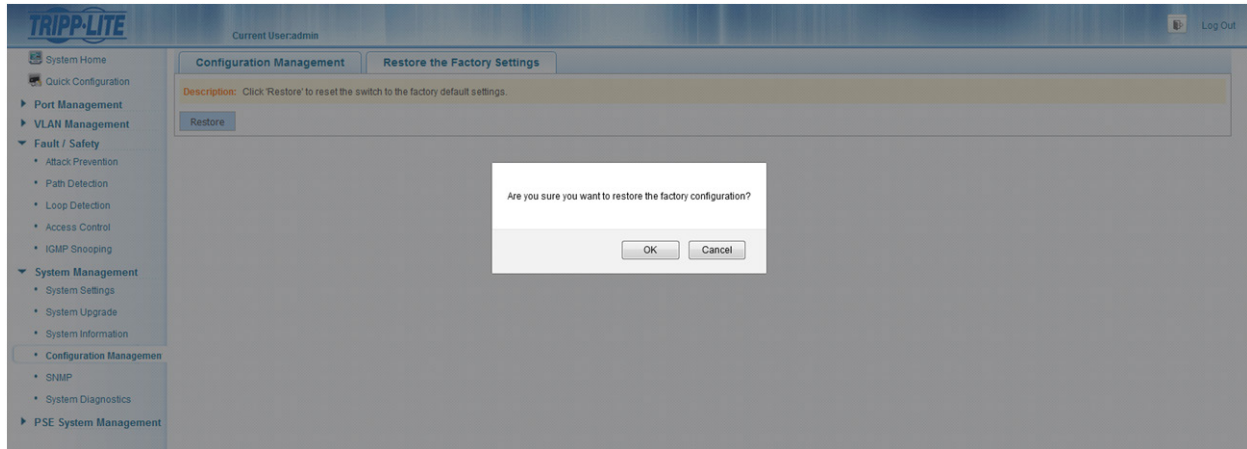 TRIPP·LITE
Current User:admin
Log Out
System Home
Quick Configuration
Port Management
VLAN Management
Fault / Safety
Attack Prevention
Path Detection
Loop Detection
Access Control
IGMP Snooping
System Management
System Settings
System Upgrade
System Information
Configuration Managemen
SNMP
System Diagnostics
PSE System Management
Configuration Management
Restore the Factory Settings
Description: Click 'Restore' to reset the switch to the factory default settings.
Restore
Are you sure you want to restore the factory configuration?
OK
Cancel